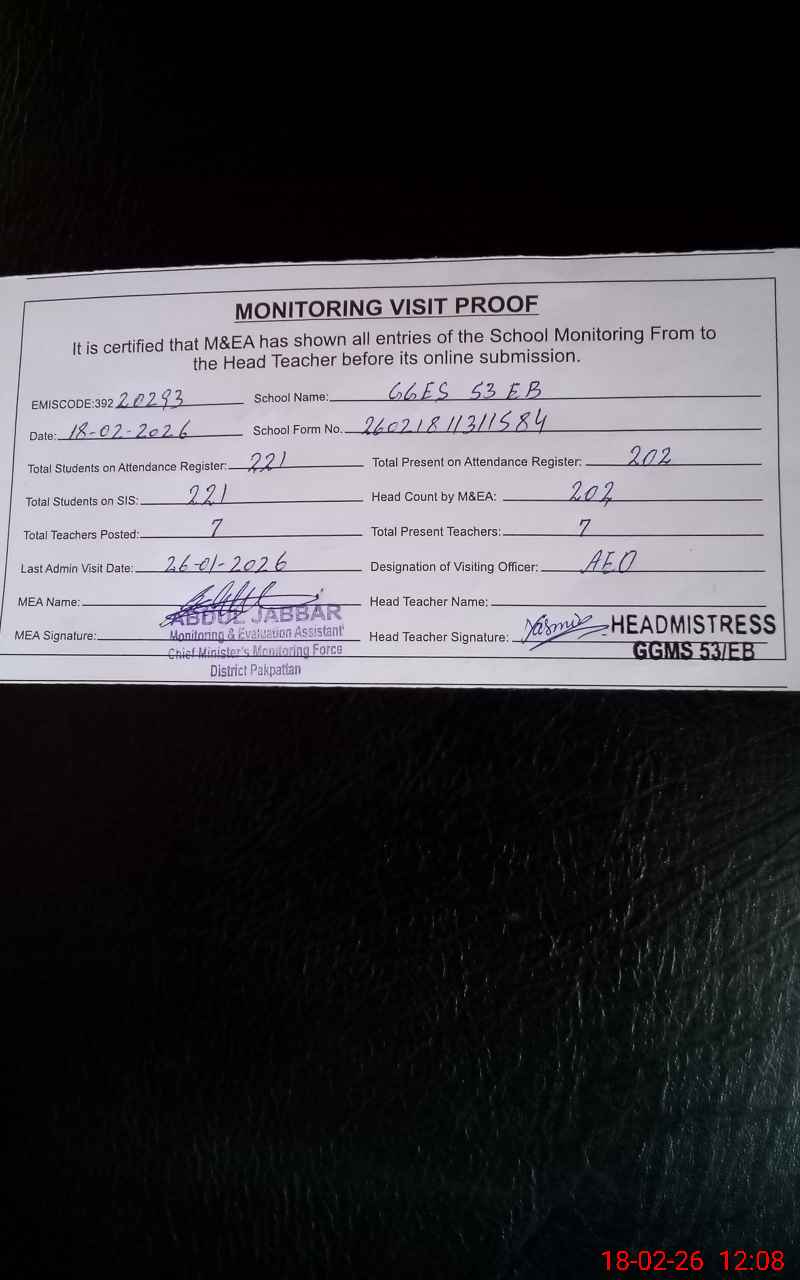 MONITORING VISIT PROOF
It is certified that M&EA has shown all entries of the School Monitoring From to
the Head Teacher before its online submission.
EMISCODE:392 20293 School Name: GGES 53 EB
Date: 18-02-2026 School Form No. 26021811311584
Total Students on Attendance Register: 221 Total Present on Attendance Register: 202
Total Students on SIS: 221 Head Count by M&EA: 202
Total Teachers Posted: 7 Total Present Teachers: 7
Last Admin Visit Date: 26-01-2026 Designation of Visiting Officer: AEO
MEA Name: Head Teacher Name:
ABDUL JABBAR
MEA Signature: Monitoring & Evaluation Assistant Head Teacher Signature: Yasmin HEADMISTRESS
Chief Minister's Monitoring Force GGMS 53/EB
District Pakpattan
18-02-26 12:08